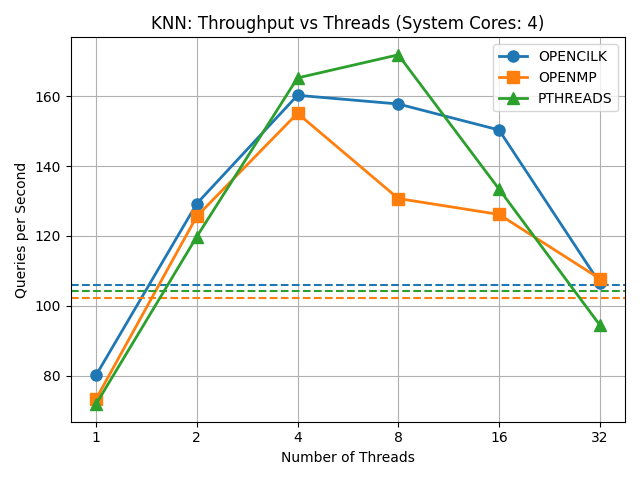 KNN: Throughput vs Threads (System Cores: 4)
OPENCILK
OPENMP
PTHREADS
Queries per Second
160
140
120
100
80
1 2 4 8 16 32
Number of Threads